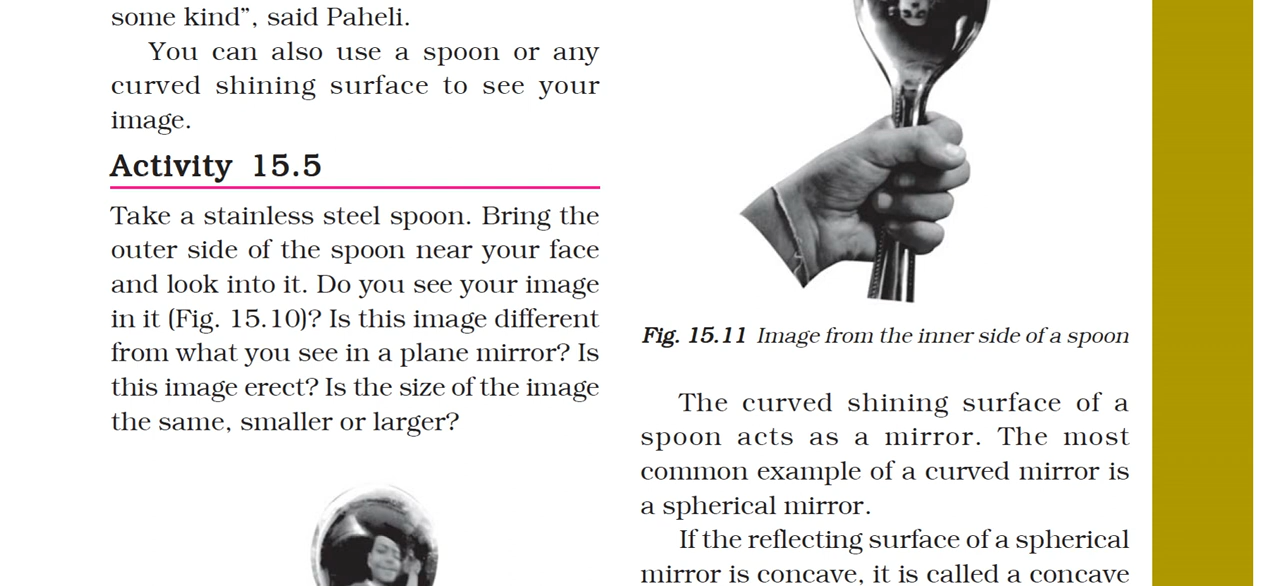 some kind”, said Paheli.
You can also use a spoon or any
curved shining surface to see your
image.
Activity 15.5
Take a stainless steel spoon. Bring the
outer side of the spoon near your face
and look into it. Do you see your image
in it (Fig. 15.10)? Is this image different
from what you see in a plane mirror? Is
this image erect? Is the size of the image
the same, smaller or larger?
Fig. 15.11 Image from the inner side of a spoon
The curved shining surface of a
spoon acts as a mirror. The most
common example of a curved mirror is
a spherical mirror.
If the reflecting surface of a spherical
mirror is concave, it is called a concave